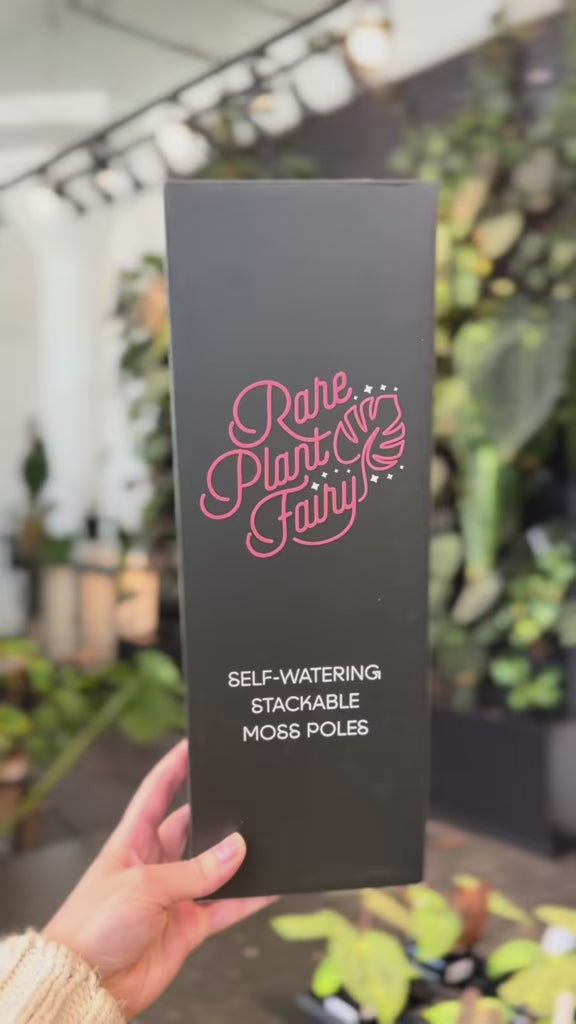 Rare
Plant
Fairy
SELF-WATERING
STACKABLE
MOSS POLES